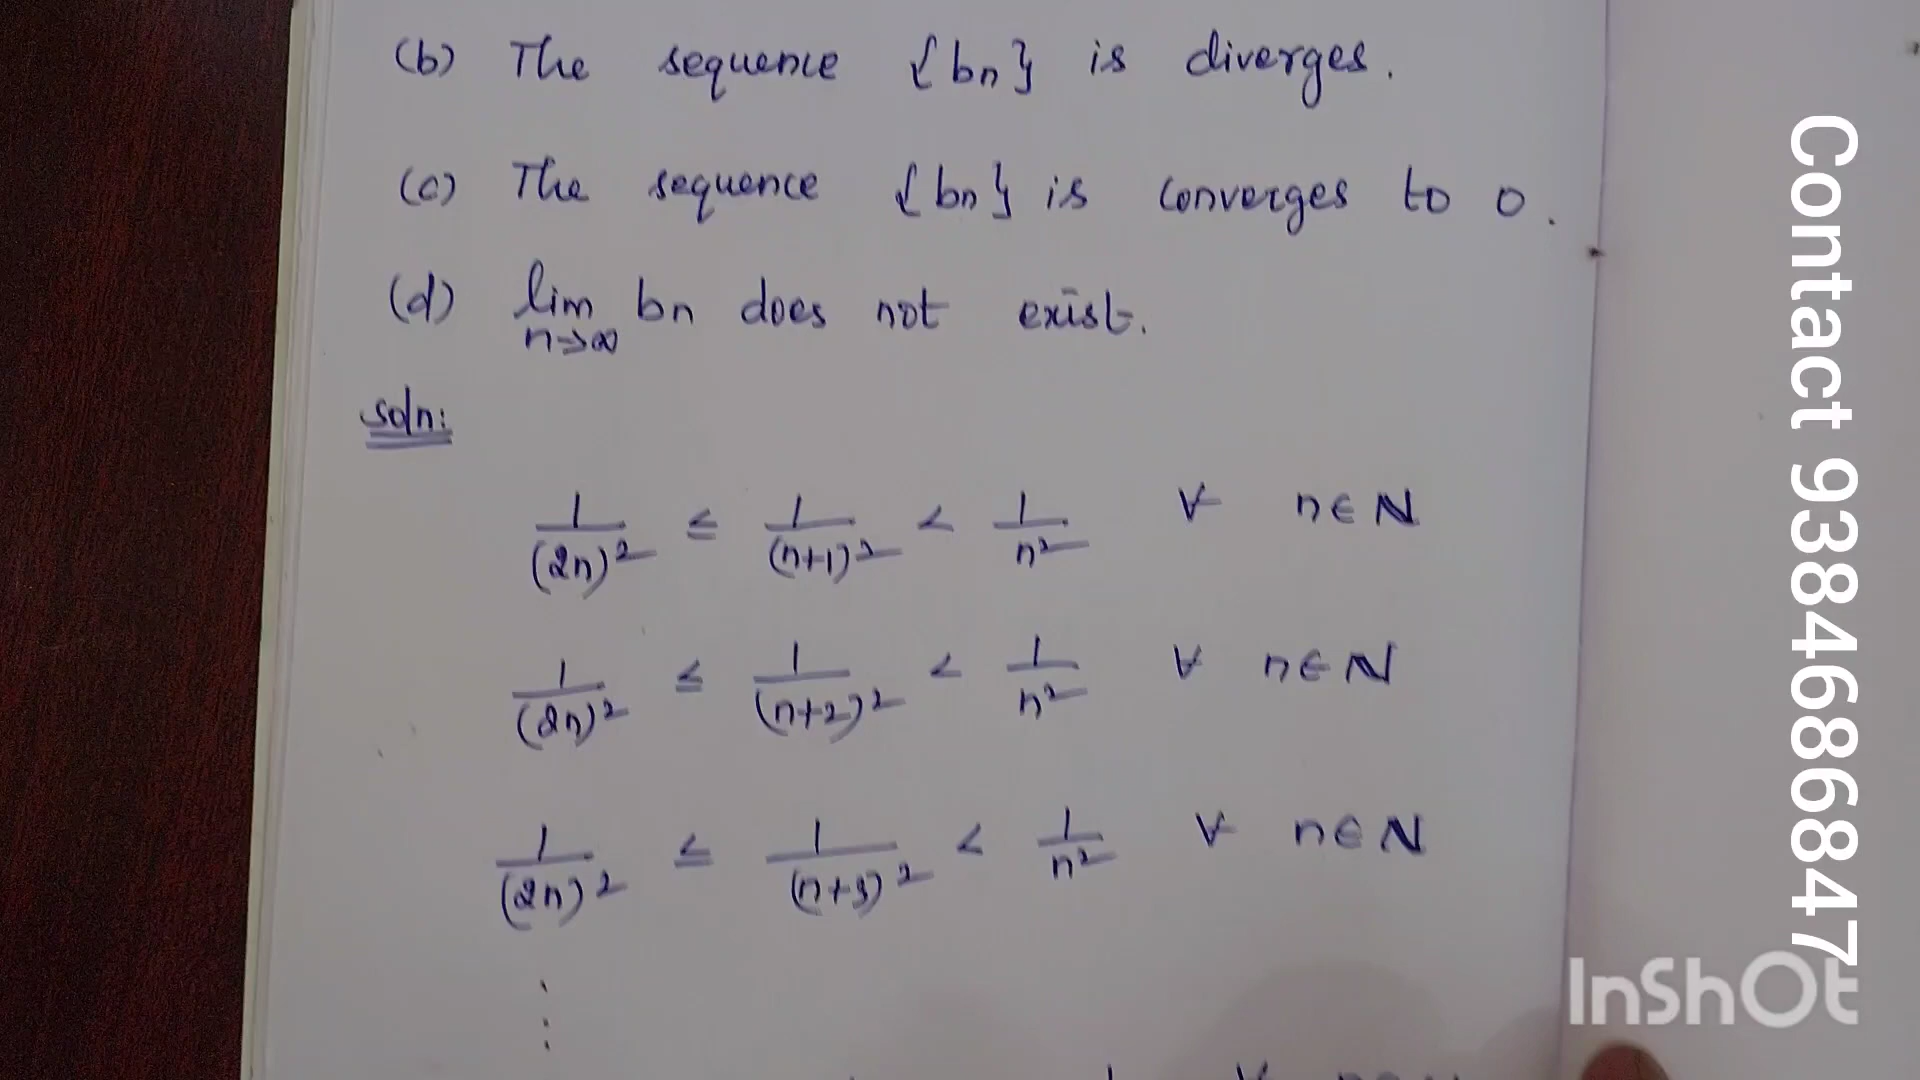 (b) The sequence {bn} is diverges.
(c) The sequence {bn} is converges to 0.
(d) lim n→∞ bn does not exist.
Soln:
1/(2n)² ≤ 1/(n+1)² < 1/n² ∀ n∈N
1/(2n)² ≤ 1/(n+2)² < 1/n² ∀ n∈N
1/(2n)² ≤ 1/(n+3)² < 1/n² ∀ n∈N
⋮
Contact 9384686847
InShOt